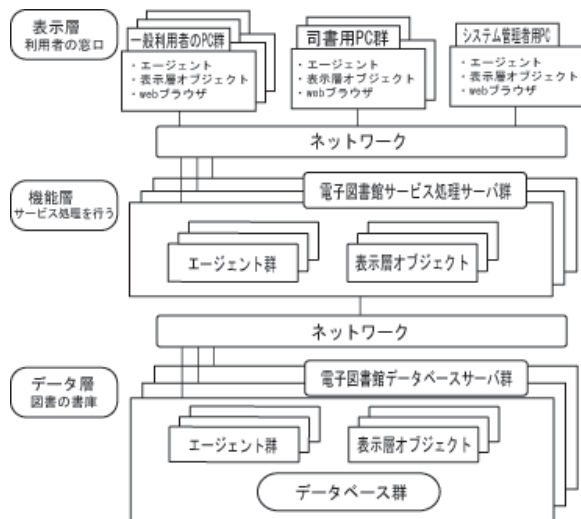 表示層
利用者の窓口
一般利用者のPC群
・エージェント
・表示層オブジェクト
・webブラウザ
司書用PC群
・エージェント
・表示層オブジェクト
・webブラウザ
システム管理者用PC
・エージェント
・表示層オブジェクト
・webブラウザ
ネットワーク
機能層
サービス処理を行う
電子図書館サービス処理サーバ群
エージェント群
表示層オブジェクト
ネットワーク
データ層
図書の書庫
電子図書館データベースサーバ群
エージェント群
表示層オブジェクト
データベース群